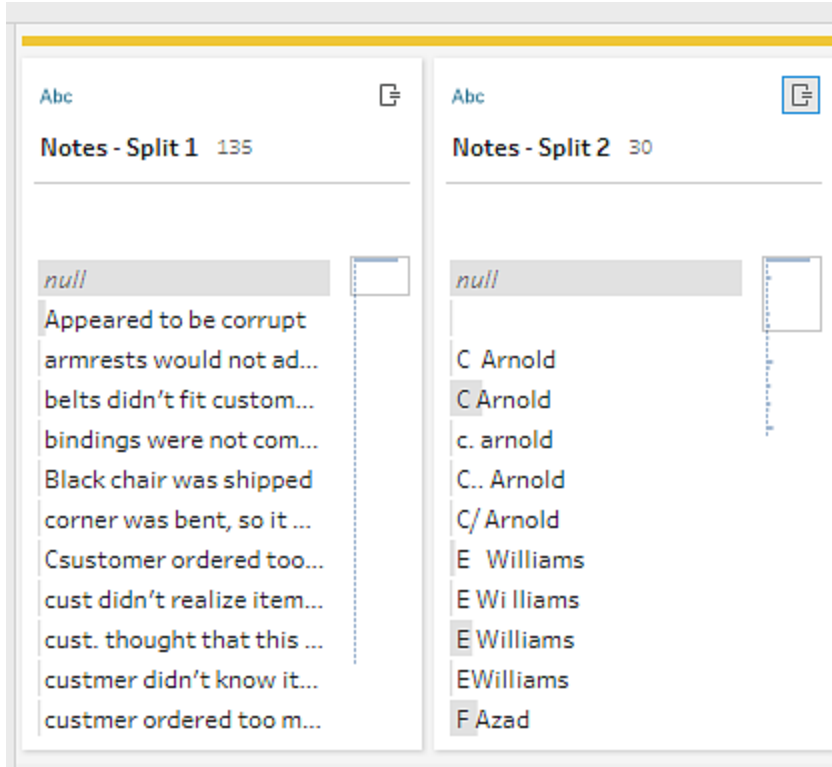 Abc
Notes - Split 1 135
null
Appeared to be corrupt
armrests would not ad...
belts didn’t fit custom...
bindings were not com...
Black chair was shipped
corner was bent, so it ...
Csustomer ordered too...
cust didn’t realize item...
cust. thought that this ...
custmer didn’t know it...
custmer ordered too m...
Abc
Notes - Split 2 30
null
C  Arnold
C Arnold
c. arnold
C.. Arnold
C/ Arnold
E   Williams
E Wi lliams
E Williams
EWilliams
F Azad